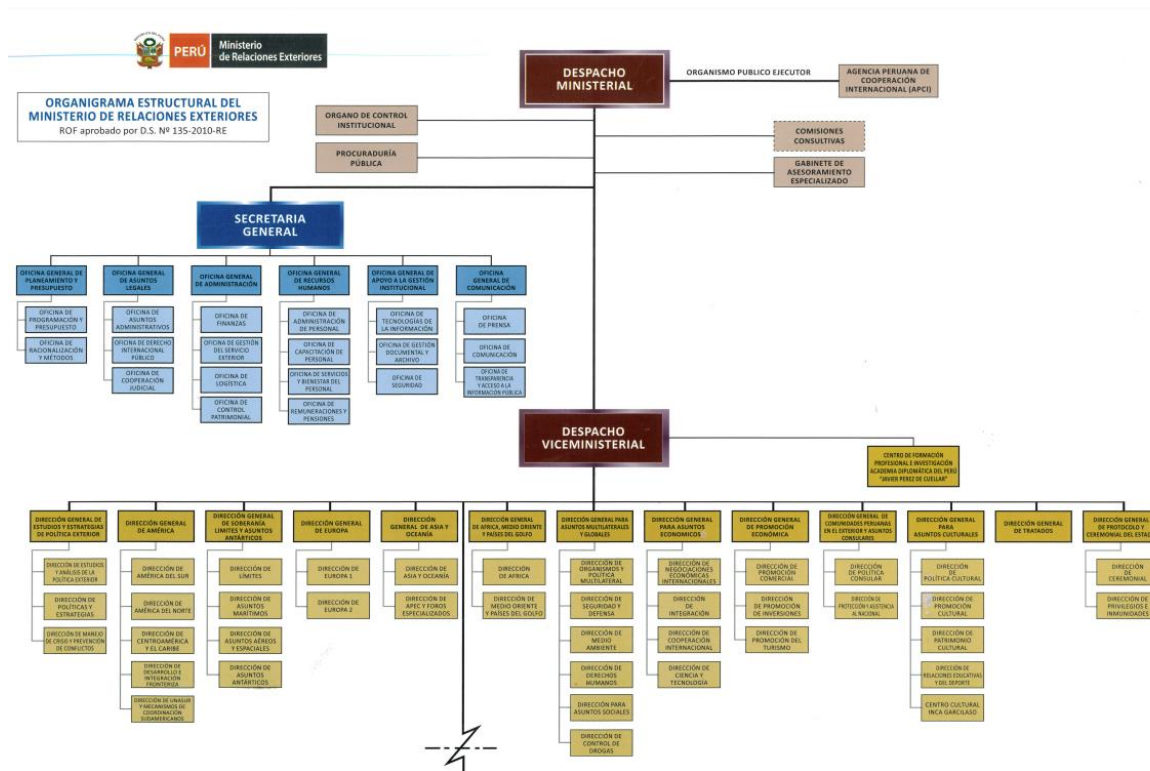 PERÚ
Ministerio
de Relaciones Exteriores
ORGANIGRAMA ESTRUCTURAL DEL
MINISTERIO DE RELACIONES EXTERIORES
ROF aprobado por D.S. Nº 135-2010-RE
DESPACHO
MINISTERIAL
ORGANISMO PUBLICO EJECUTOR
AGENCIA PERUANA DE
COOPERACIÓN
INTERNACIONAL (APCI)
ORGANO DE CONTROL
INSTITUCIONAL
COMISIONES
CONSULTIVAS
PROCURADURÍA
PÚBLICA
GABINETE DE
ASESORAMIENTO
ESPECIALIZADO
SECRETARIA
GENERAL
OFICINA GENERAL DE
PLANEAMIENTO Y
PRESUPUESTO
OFICINA DE
PROGRAMACIÓN Y
PRESUPUESTO
OFICINA DE
RACIONALIZACIÓN
Y MÉTODOS
OFICINA GENERAL
DE ASUNTOS
LEGALES
OFICINA DE
ASUNTOS
ADMINISTRATIVOS
OFICINA DE DERECHO
INTERNACIONAL
PÚBLICO
OFICINA DE
COOPERACIÓN
JUDICIAL
OFICINA GENERAL
DE ADMINISTRACIÓN
OFICINA DE
FINANZAS
OFICINA DE GESTIÓN
DEL SERVICIO
EXTERIOR
OFICINA DE
LOGÍSTICA
OFICINA DE
CONTROL
PATRIMONIAL
OFICINA GENERAL
DE RECURSOS
HUMANOS
OFICINA DE
ADMINISTRACIÓN
DE PERSONAL
OFICINA DE
CAPACITACIÓN DE
PERSONAL
OFICINA DE SERVICIOS
Y BIENESTAR DEL
PERSONAL
OFICINA DE
REMUNERACIONES Y
PENSIONES
OFICINA GENERAL DE
APOYO A LA GESTIÓN
INSTITUCIONAL
OFICINA DE
TECNOLOGÍAS DE
LA INFORMACIÓN
OFICINA DE GESTIÓN
DOCUMENTAL Y
ARCHIVO
OFICINA DE
SEGURIDAD
OFICINA
GENERAL DE
COMUNICACIÓN
OFICINA
DE PRENSA
OFICINA DE
COMUNICACIÓN
OFICINA DE
TRANSPARENCIA
Y ACCESO A LA
INFORMACIÓN PÚBLICA
DESPACHO
VICEMINISTERIAL
CENTRO DE FORMACIÓN
PROFESIONAL E INVESTIGACIÓN
ACADEMIA DIPLOMÁTICA DEL PERÚ
"JAVIER PEREZ DE CUELLAR"
DIRECCIÓN GENERAL DE
ESTUDIOS Y ESTRATEGIAS
DE POLÍTICA EXTERIOR
DIRECCIÓN DE ESTUDIOS
Y ANÁLISIS DE LA
POLÍTICA EXTERIOR
DIRECCIÓN DE
POLÍTICAS Y
ESTRATEGIAS
DIRECCIÓN DE MANEJO
DE CRISIS Y PREVENCIÓN
DE CONFLICTOS
DIRECCIÓN GENERAL
DE AMÉRICA
DIRECCIÓN DE
AMÉRICA DEL SUR
DIRECCIÓN DE
AMÉRICA DEL NORTE
DIRECCIÓN DE
CENTROAMÉRICA
Y EL CARIBE
DIRECCIÓN DE
DESARROLLO E
INTEGRACIÓN
FRONTERIZA
DIRECCIÓN DE UNASUR
Y MECANISMOS DE
COORDINACIÓN
SUDAMERICANOS
DIRECCIÓN GENERAL
DE SOBERANÍA
LIMITES Y ASUNTOS
ANTÁRTICOS
DIRECCIÓN DE
LÍMITES
DIRECCIÓN DE
ASUNTOS
MARÍTIMOS
DIRECCIÓN DE
ASUNTOS AÉREOS Y
ESPACIALES
DIRECCIÓN DE
ASUNTOS
ANTÁRTICOS
DIRECCIÓN GENERAL
DE EUROPA
DIRECCIÓN DE
EUROPA 1
DIRECCIÓN DE
EUROPA 2
DIRECCIÓN
GENERAL DE ASIA Y
OCEANÍA
DIRECCIÓN DE
ASIA Y OCEANÍA
DIRECCIÓN DE
APEC Y FOROS
ESPECIALIZADOS
DIRECCIÓN GENERAL
DE AFRICA, MEDIO ORIENTE
Y PAÍSES DEL GOLFO
DIRECCIÓN
DE AFRICA
DIRECCIÓN DE
MEDIO ORIENTE
Y PAÍSES DEL GOLFO
DIRECCIÓN GENERAL PARA
ASUNTOS MULTILATERALES
Y GLOBALES
DIRECCIÓN DE
ORGANISMOS Y
POLÍTICA
MULTILATERAL
DIRECCIÓN DE
SEGURIDAD Y
DEFENSA
DIRECCIÓN DE
MEDIO
AMBIENTE
DIRECCIÓN DE
DERECHOS
HUMANOS
DIRECCIÓN PARA
ASUNTOS SOCIALES
DIRECCIÓN DE
CONTROL DE
DROGAS
DIRECCIÓN GENERAL
PARA ASUNTOS
ECONOMICOS
DIRECCIÓN DE
NEGOCIACIONES
ECONÓMICAS
INTERNACIONALES
DIRECCIÓN
DE
INTEGRACIÓN
DIRECCIÓN DE
COOPERACIÓN
INTERNACIONAL
DIRECCIÓN DE
CIENCIA Y
TECNOLOGÍA
DIRECCIÓN GENERAL
DE PROMOCIÓN
ECONÓMICA
DIRECCIÓN DE
PROMOCIÓN
COMERCIAL
DIRECCIÓN
DE PROMOCIÓN
DE INVERSIONES
DIRECCIÓN DE
PROMOCIÓN DEL
TURISMO
DIRECCIÓN GENERAL DE
COMUNIDADES PERUANAS
EN EL EXTERIOR Y ASUNTOS
CONSULARES
DIRECCIÓN
DE POLÍTICA
CONSULAR
DIRECCIÓN DE
PROTECCIÓN Y ASISTENCIA
AL NACIONAL
DIRECCIÓN GENERAL
PARA
ASUNTOS CULTURALES
DIRECCIÓN
DE
POLÍTICA CULTURAL
DIRECCIÓN DE
PROMOCIÓN
CULTURAL
DIRECCIÓN DE
PATRIMONIO
CULTURAL
DIRECCIÓN DE
RELACIONES EDUCATIVAS
Y DEL DEPORTE
CENTRO CULTURAL
INCA GARCILASO
DIRECCIÓN
GENERAL
DE TRATADOS
DIRECCIÓN GENERAL
DE PROTOCOLO Y
CEREMONIAL DEL ESTADO
DIRECCIÓN
DE
CEREMONIAL
DIRECCIÓN DE
PRIVILEGIOS E
INMUNIDADES